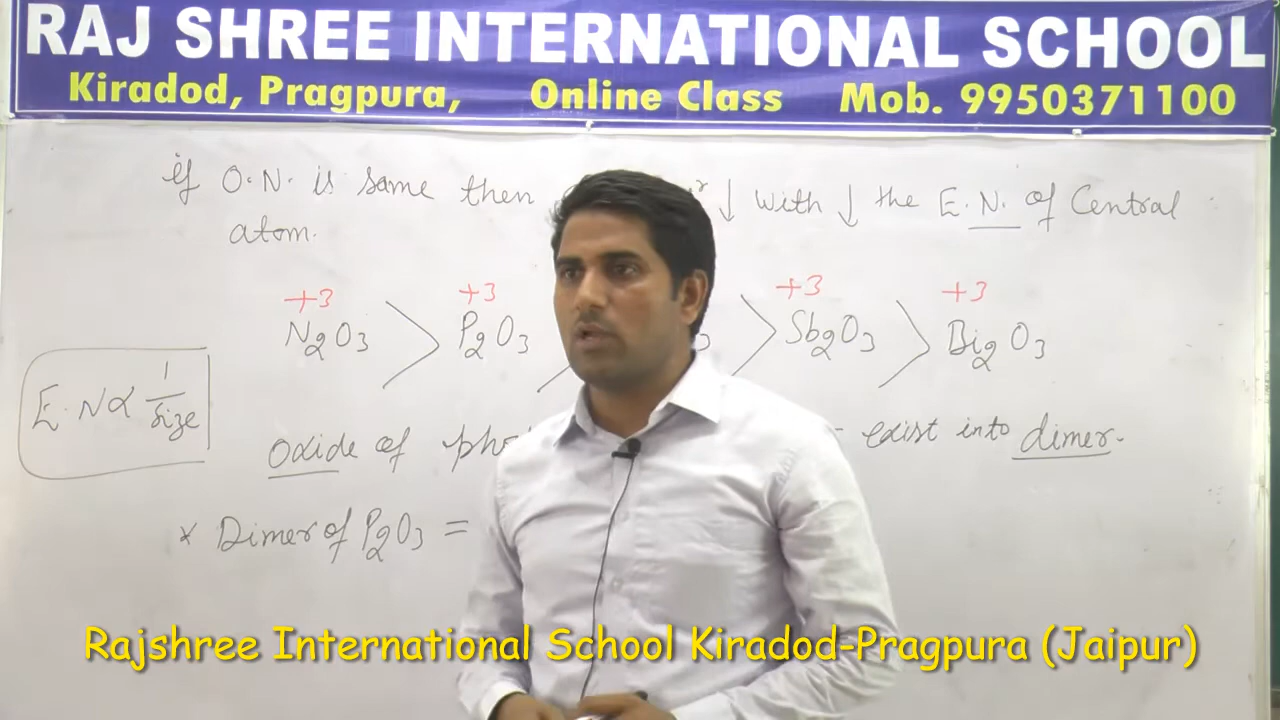 RAJ SHREE INTERNATIONAL SCHOOL
Kiradod, Pragpura, Online Class Mob. 9950371100
if O.N. is same then ↓ with ↓ the E.N. of Central
atom.
+3 +3 +3 +3
N2O3 > P2O3 > Sb2O3 > Bi2O3
E.N ∝ 1/size
Oxide of exist into dimer.
* Dimer of P2O3 =
Rajshree International School Kiradod-Pragpura (Jaipur)